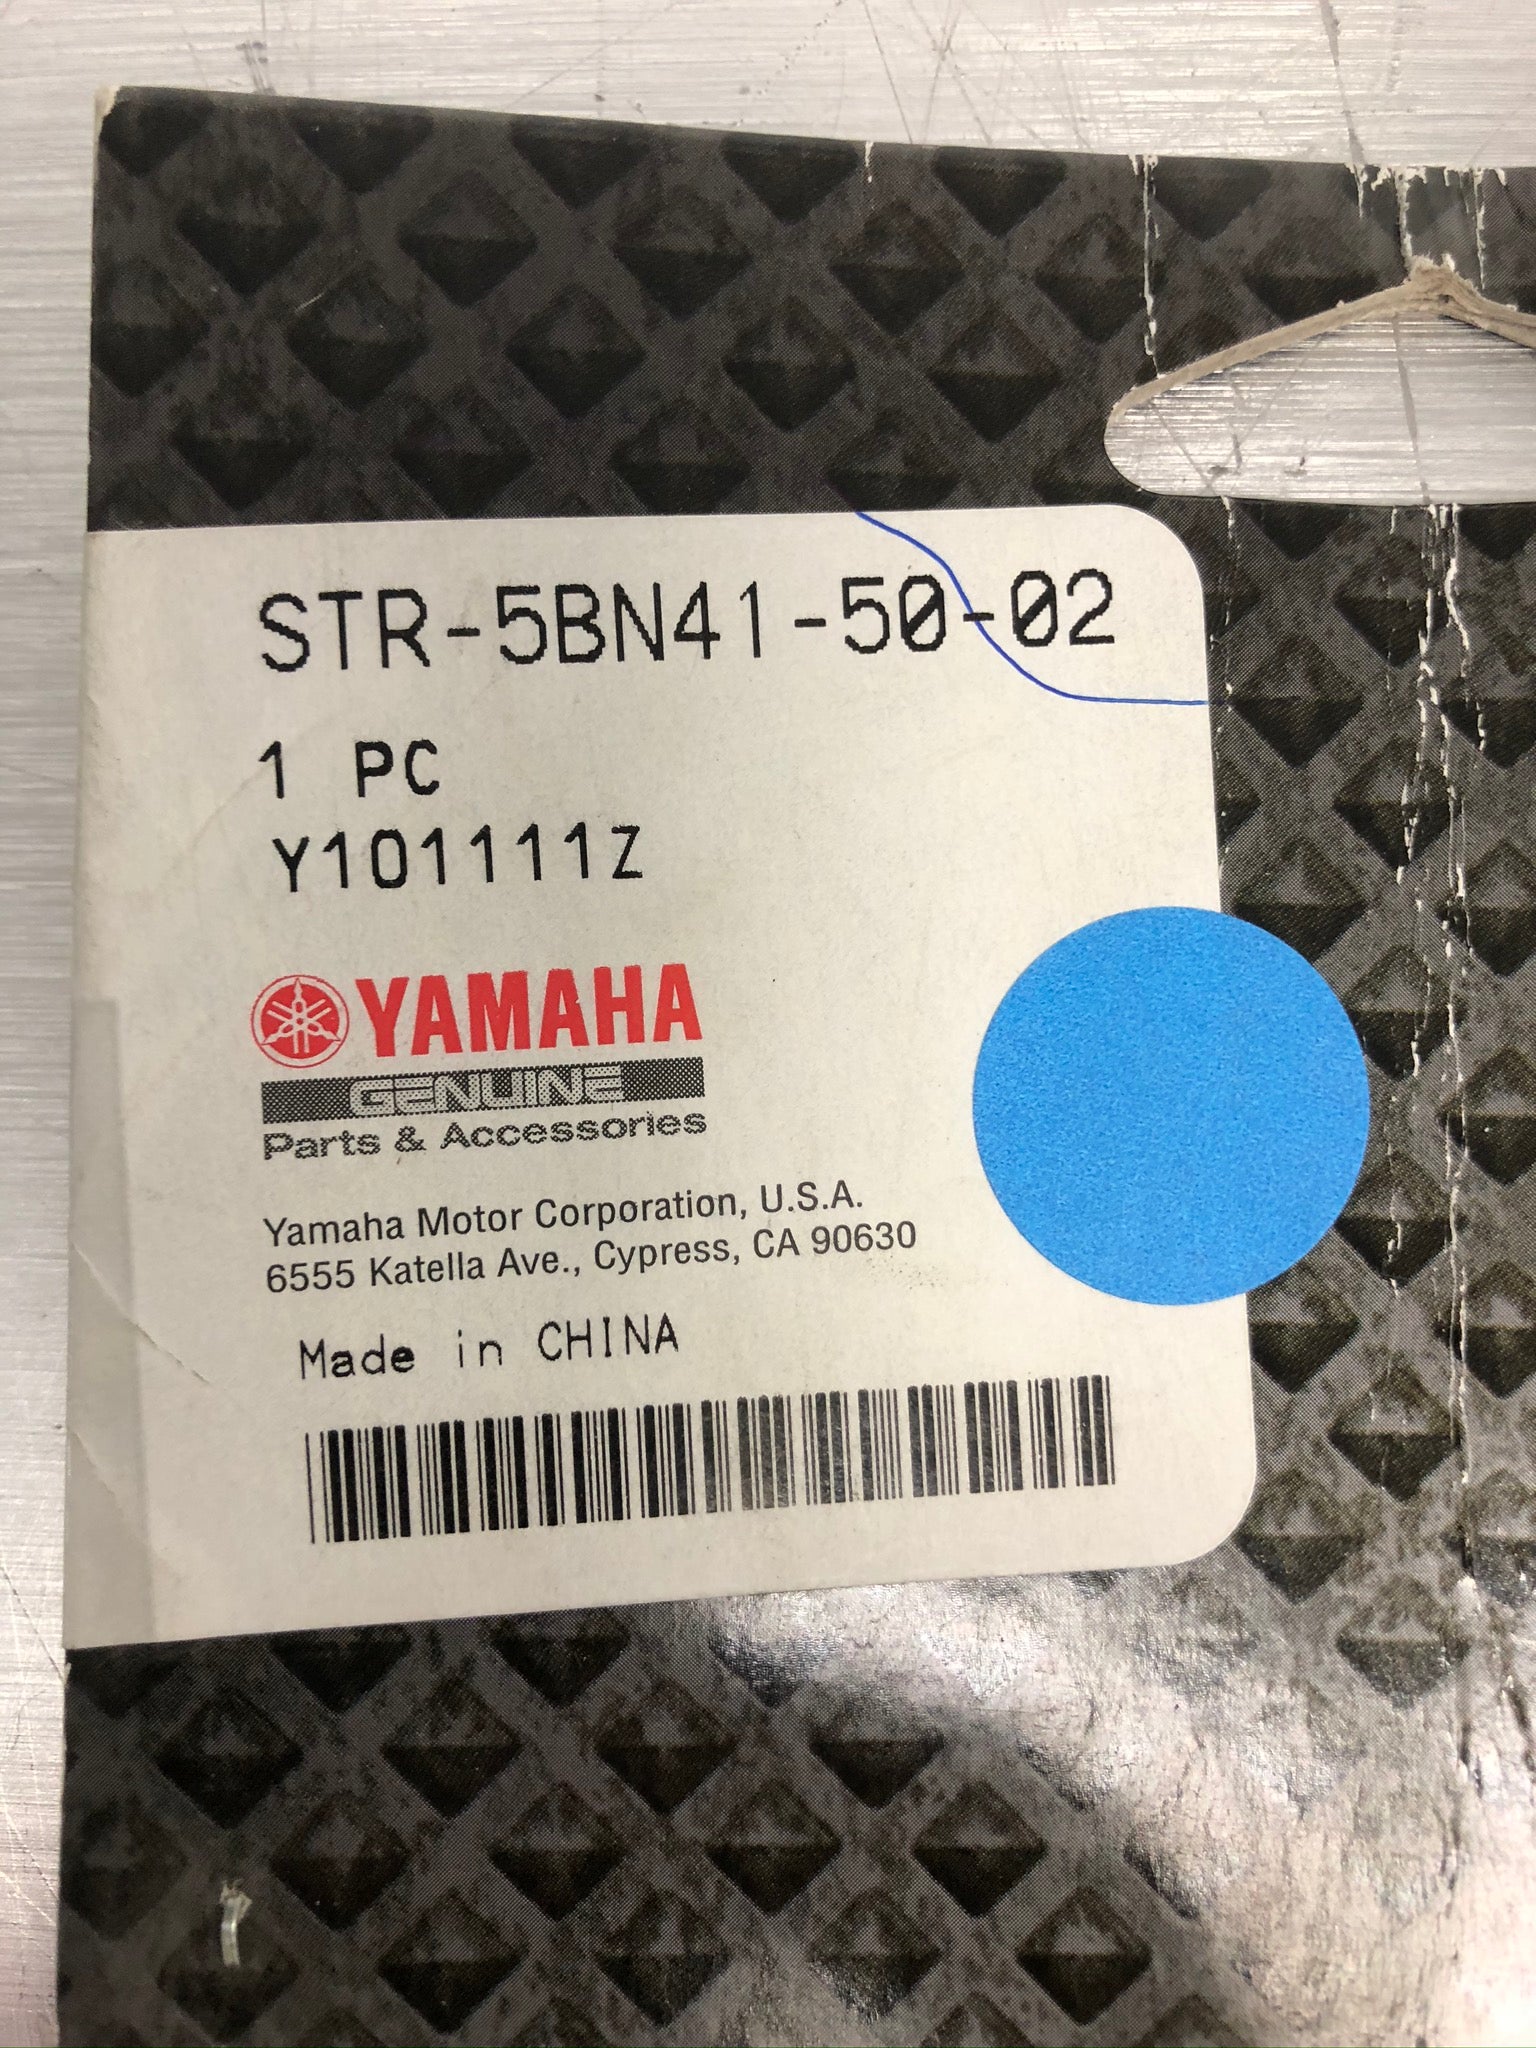 STR-5BN41-50-02
1 PC
Y101111Z
YAMAHA
GENUINE
Parts & Accessories
Yamaha Motor Corporation, U.S.A.
6555 Katella Ave., Cypress, CA 90630
Made in CHINA